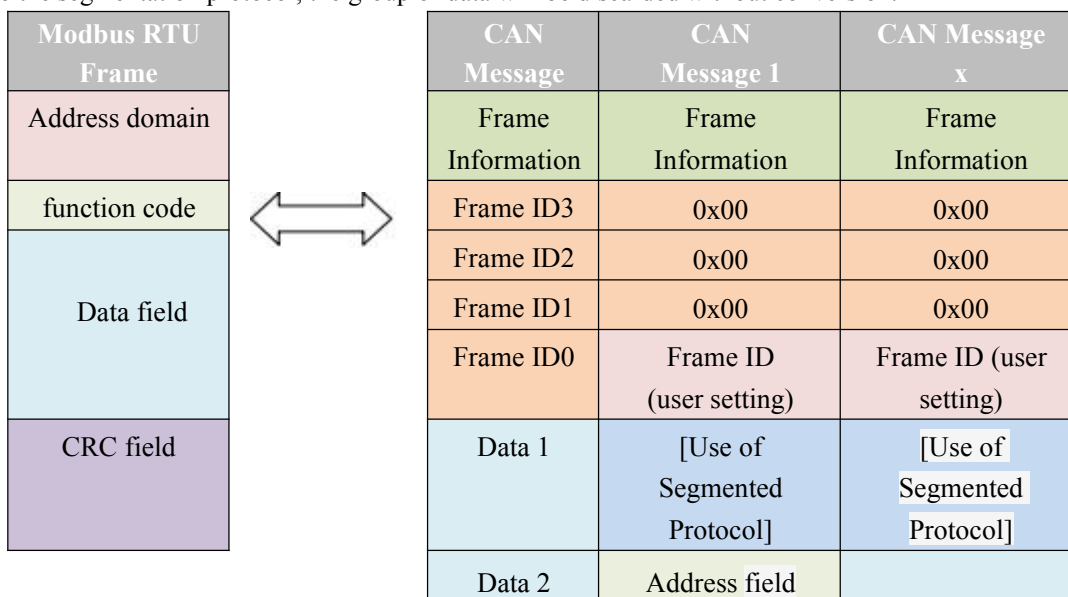 Modbus RTU
Frame
Address domain
function code
Data field
CRC field
CAN
Message
CAN
Message 1
CAN Message
x
Frame
Information
Frame
Information
Frame
Information
Frame ID3
0x00
0x00
Frame ID2
0x00
0x00
Frame ID1
0x00
0x00
Frame ID0
Frame ID
(user setting)
Frame ID (user
setting)
Data 1
[Use of
Segmented
Protocol]
[Use of
Segmented
Protocol]
Data 2
Address field